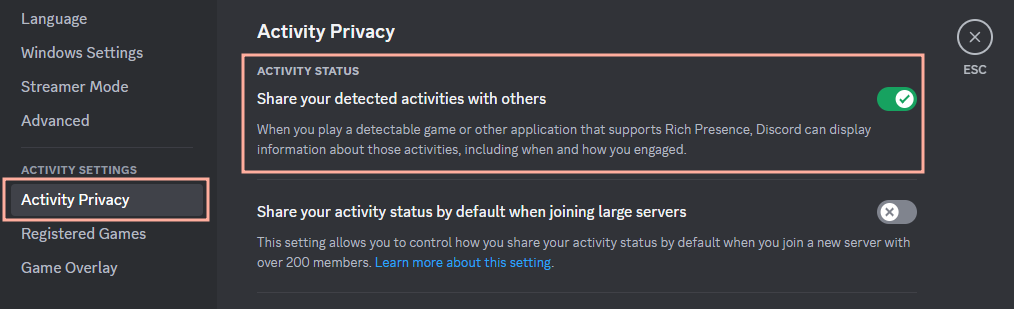 Language
Windows Settings
Streamer Mode
Advanced
ACTIVITY SETTINGS
Activity Privacy
Registered Games
Game Overlay
Activity Privacy
ACTIVITY STATUS
Share your detected activities with others
When you play a detectable game or other application that supports Rich Presence, Discord can display
information about those activities, including when and how you engaged.
Share your activity status by default when joining large servers
This setting allows you to control how you share your activity status by default when you join a new server with
over 200 members. Learn more about this setting.
ESC